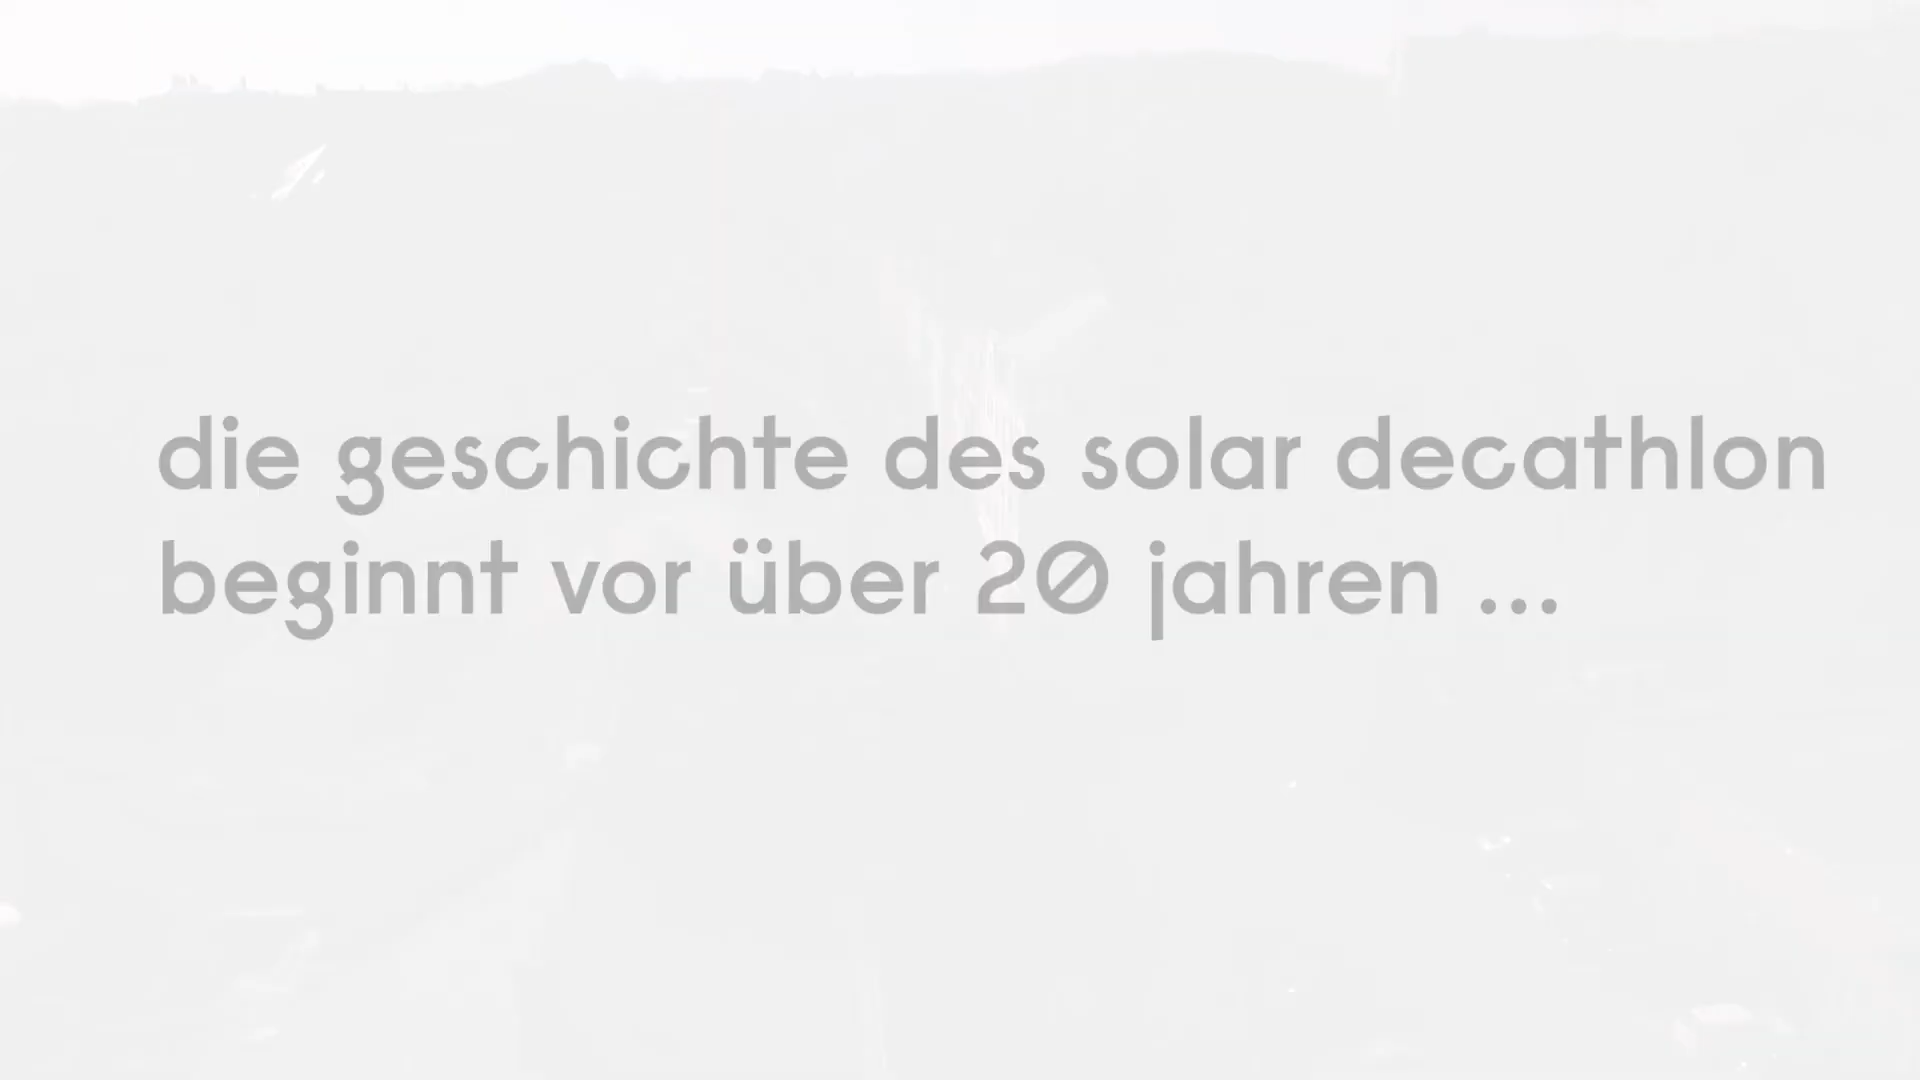 die geschichte des solar decathlon
beginnt vor über 20 jahren ...